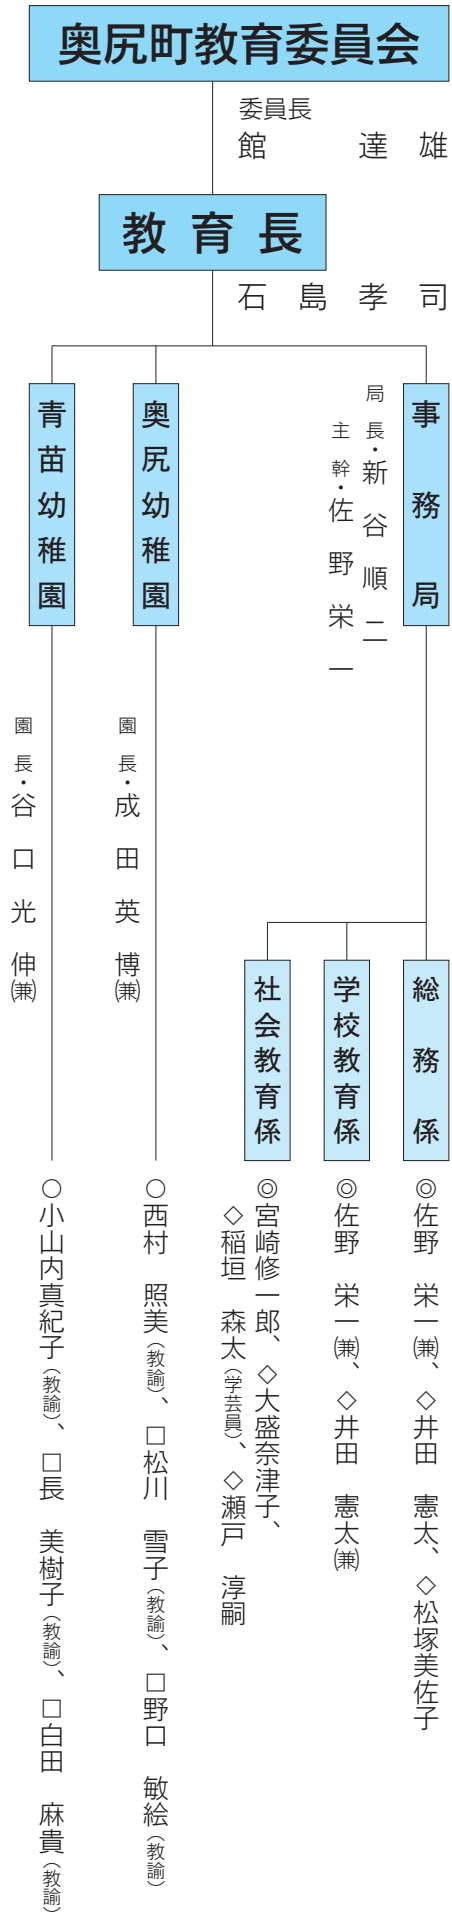 奥尻町教育委員会
委員長
館　達雄
教育長
石島孝司
事務局
局長・新谷順二
主幹・佐野栄一
奥尻幼稚園
園長・成田英博㈱
青苗幼稚園
園長・谷口光伸(兼)
総務係
◎佐野　栄一(兼)、◇井田　憲太、◇松塚美佐子
学校教育係
◎佐野　栄一(兼)、◇井田　憲太(兼)
社会教育係
◎宮崎修一郎、◇大盛奈津子、
◇稲垣　森太(学芸員)、◇瀬戸　淳嗣
○西村　照美(教諭)、□松川　雪子(教諭)、□野口　敏絵(教諭)
○小山内真紀子(教諭)、□長　美樹子(教諭)、□白田　麻貴(教諭)